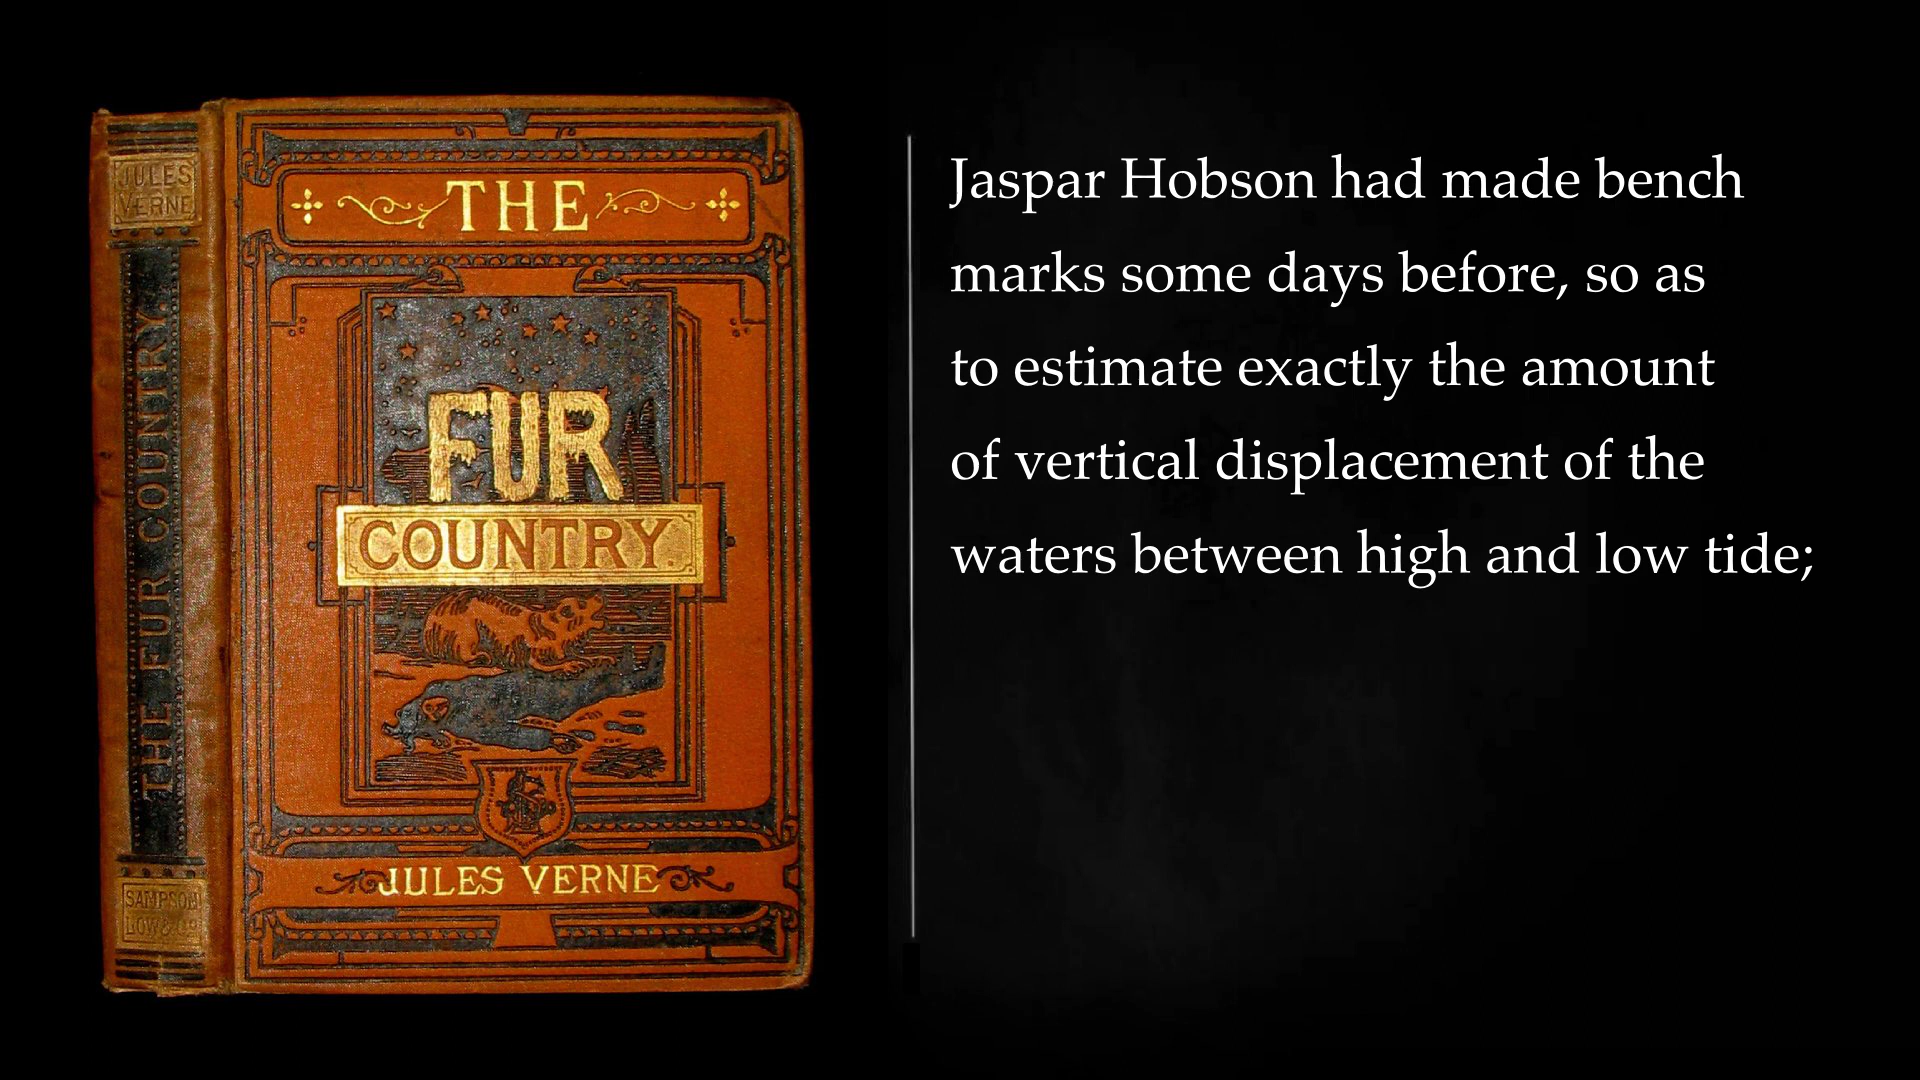 JULES
VERNE
THE FUR COUNTRY.
SAMPSON
LOW & Co.
THE
FUR
COUNTRY.
JULES VERNE
Jaspar Hobson had made bench
marks some days before, so as
to estimate exactly the amount
of vertical displacement of the
waters between high and low tide;